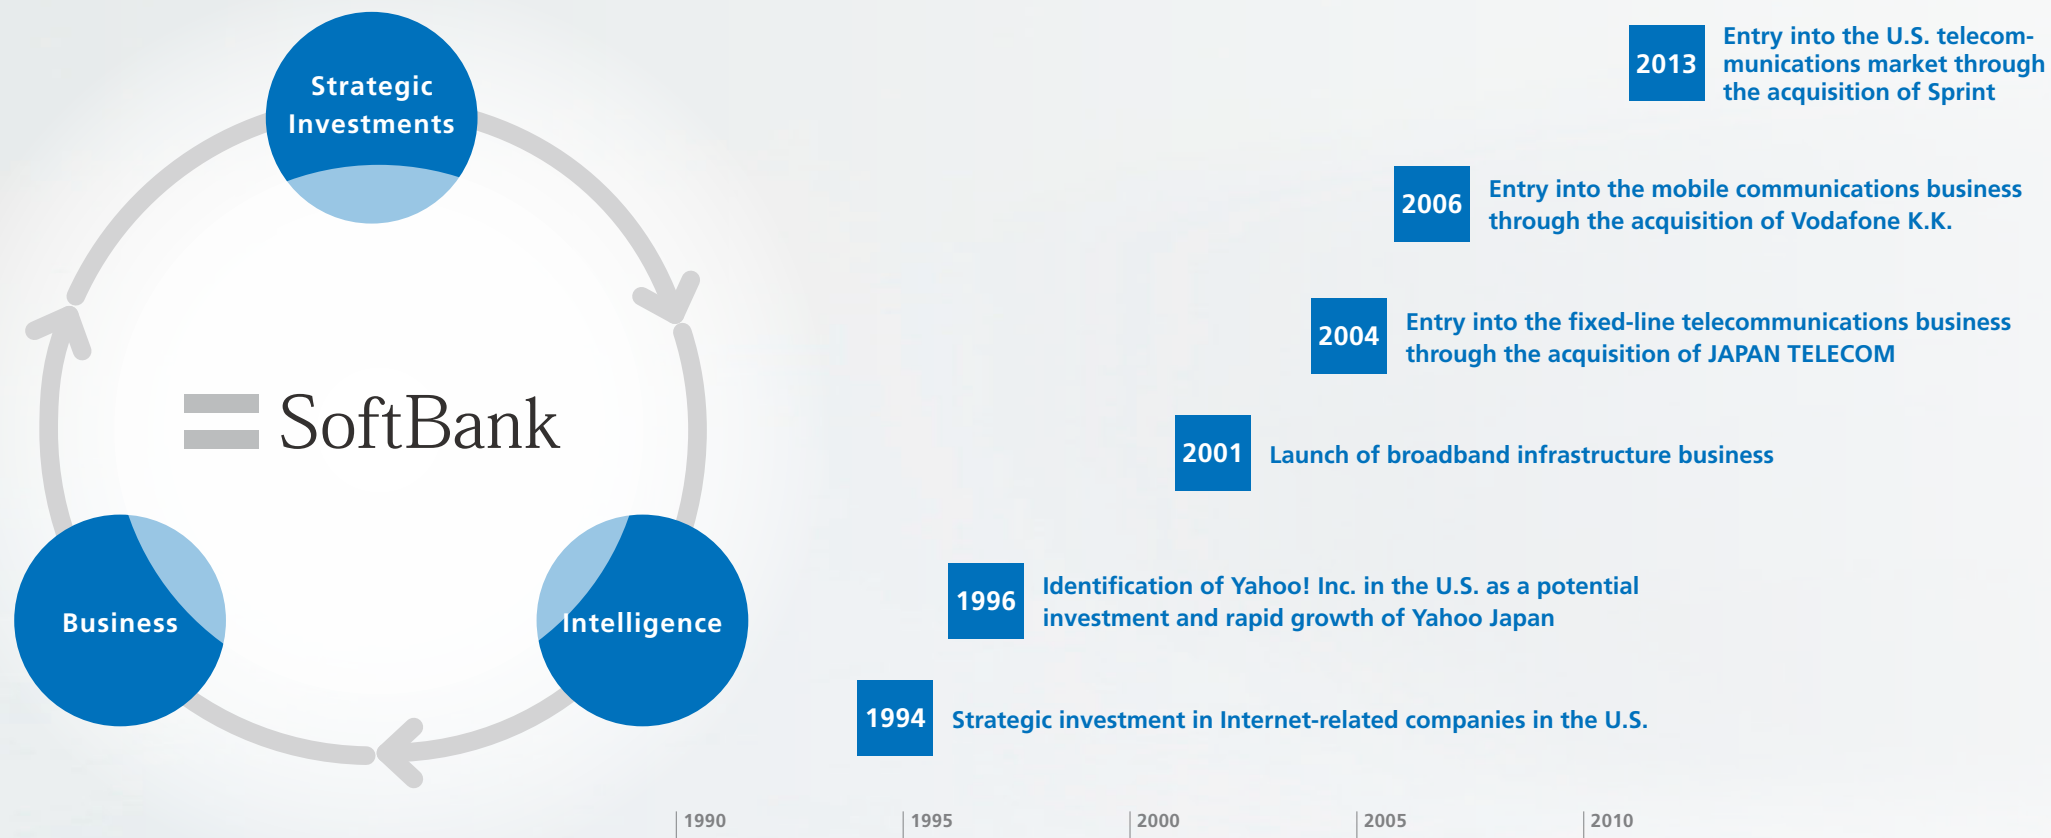 Strategic
Investments
SoftBank
Business
Intelligence
2013
Entry into the U.S. telecom-
munications market through
the acquisition of Sprint
2006
Entry into the mobile communications business
through the acquisition of Vodafone K.K.
2004
Entry into the fixed-line telecommunications business
through the acquisition of JAPAN TELECOM
2001
Launch of broadband infrastructure business
1996
Identification of Yahoo! Inc. in the U.S. as a potential
investment and rapid growth of Yahoo Japan
1994
Strategic investment in Internet-related companies in the U.S.
1990
1995
2000
2005
2010